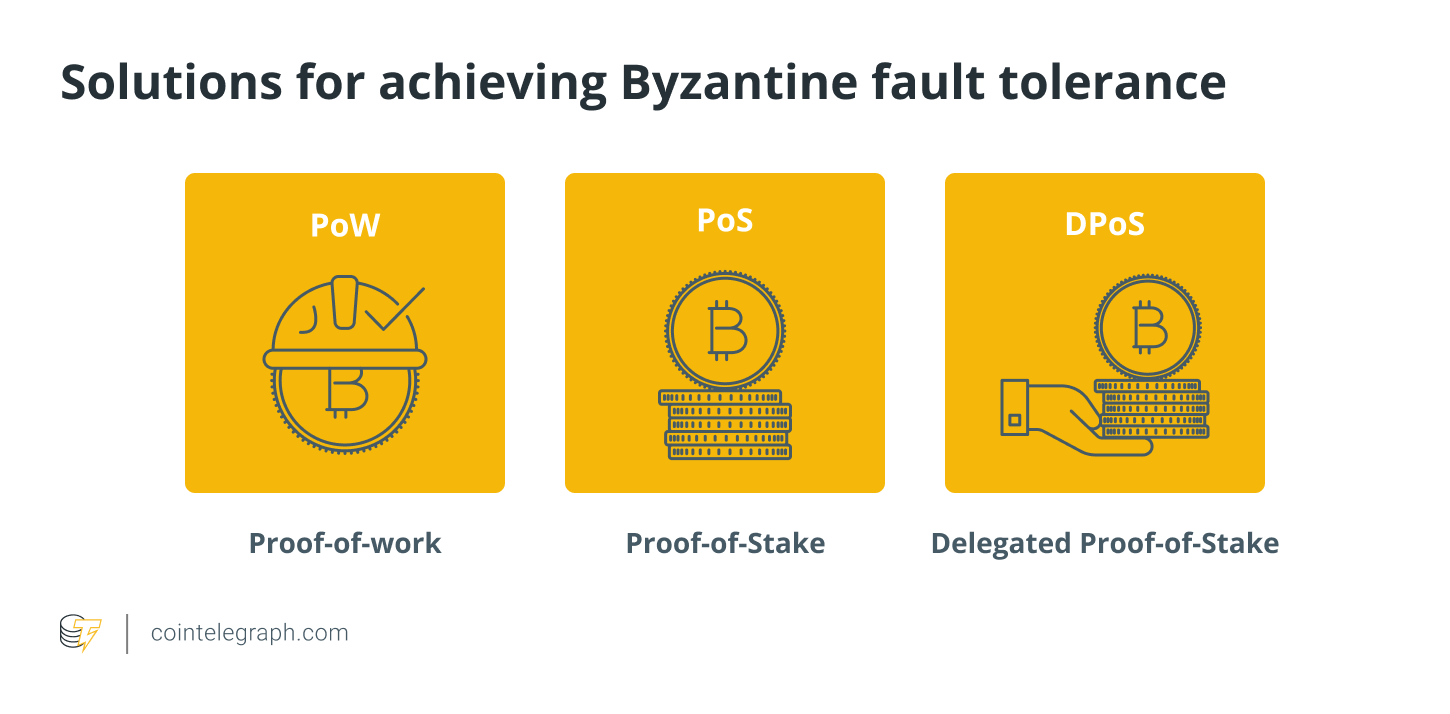 Solutions for achieving Byzantine fault tolerance
PoW
PoS
DPoS
Proof-of-work
Proof-of-Stake
Delegated Proof-of-Stake
cointelegraph.com